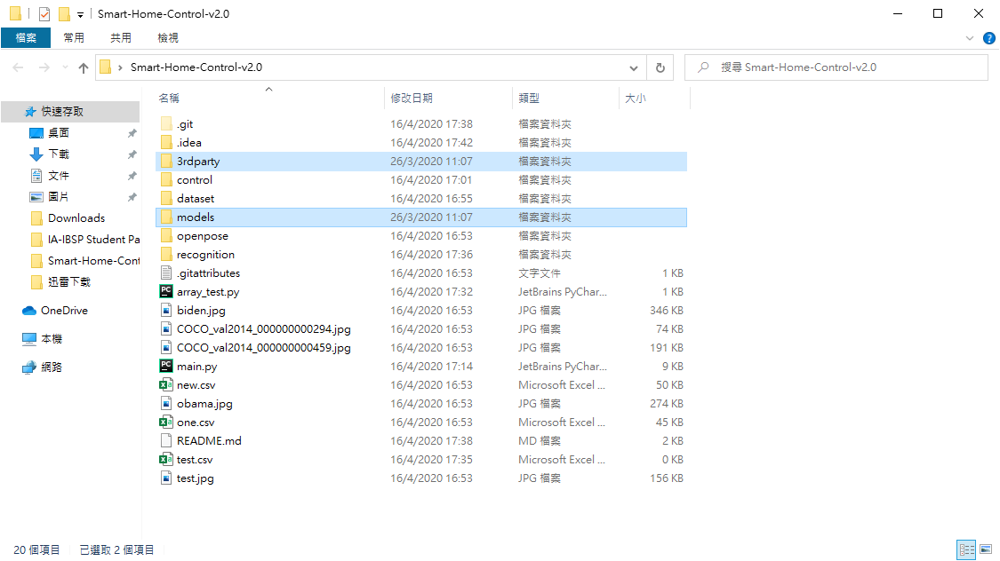 Smart-Home-Control-v2.0
檔案 常用 共用 檢視
Smart-Home-Control-v2.0 搜尋 Smart-Home-Control-v2.0
快速存取
桌面
下載
文件
圖片
Downloads
IA-IBSP Student Pa
Smart-Home-Cont
迅雷下載
OneDrive
本機
網路
名稱 修改日期 類型 大小
.git 16/4/2020 17:38 檔案資料夾
.idea 16/4/2020 17:42 檔案資料夾
3rdparty 26/3/2020 11:07 檔案資料夾
control 16/4/2020 17:01 檔案資料夾
dataset 16/4/2020 16:55 檔案資料夾
models 26/3/2020 11:07 檔案資料夾
openpose 16/4/2020 16:53 檔案資料夾
recognition 16/4/2020 17:36 檔案資料夾
.gitattributes 16/4/2020 16:53 文字文件 1 KB
array_test.py 16/4/2020 17:32 JetBrains PyChar... 1 KB
biden.jpg 16/4/2020 16:53 JPG 檔案 346 KB
COCO_val2014_000000000294.jpg 16/4/2020 16:53 JPG 檔案 74 KB
COCO_val2014_000000000459.jpg 16/4/2020 16:53 JPG 檔案 191 KB
main.py 16/4/2020 17:14 JetBrains PyChar... 9 KB
new.csv 16/4/2020 16:53 Microsoft Excel ... 50 KB
obama.jpg 16/4/2020 16:53 JPG 檔案 274 KB
one.csv 16/4/2020 16:53 Microsoft Excel ... 45 KB
README.md 16/4/2020 17:38 MD 檔案 2 KB
test.csv 16/4/2020 17:35 Microsoft Excel ... 0 KB
test.jpg 16/4/2020 16:53 JPG 檔案 156 KB
20 個項目 已選取 2 個項目